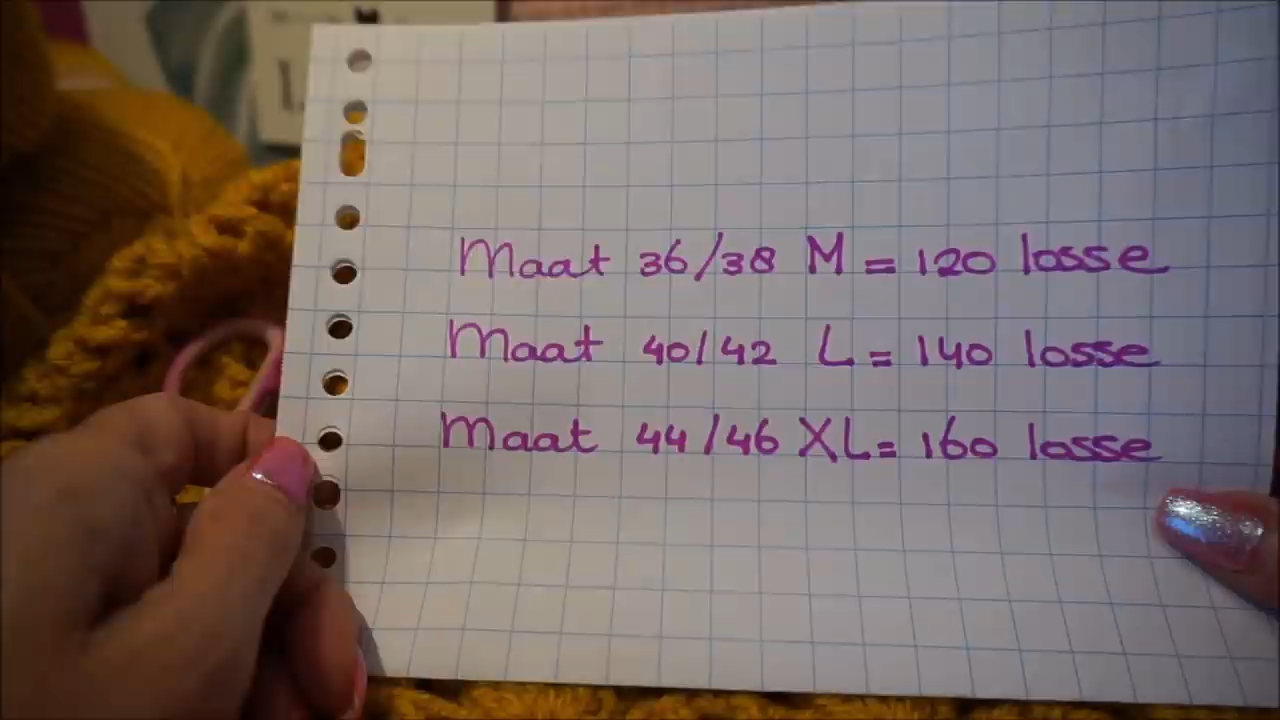 Maat 36/38 M = 120 losse
Maat 40/42 L = 140 losse
Maat 44/46 XL = 160 losse